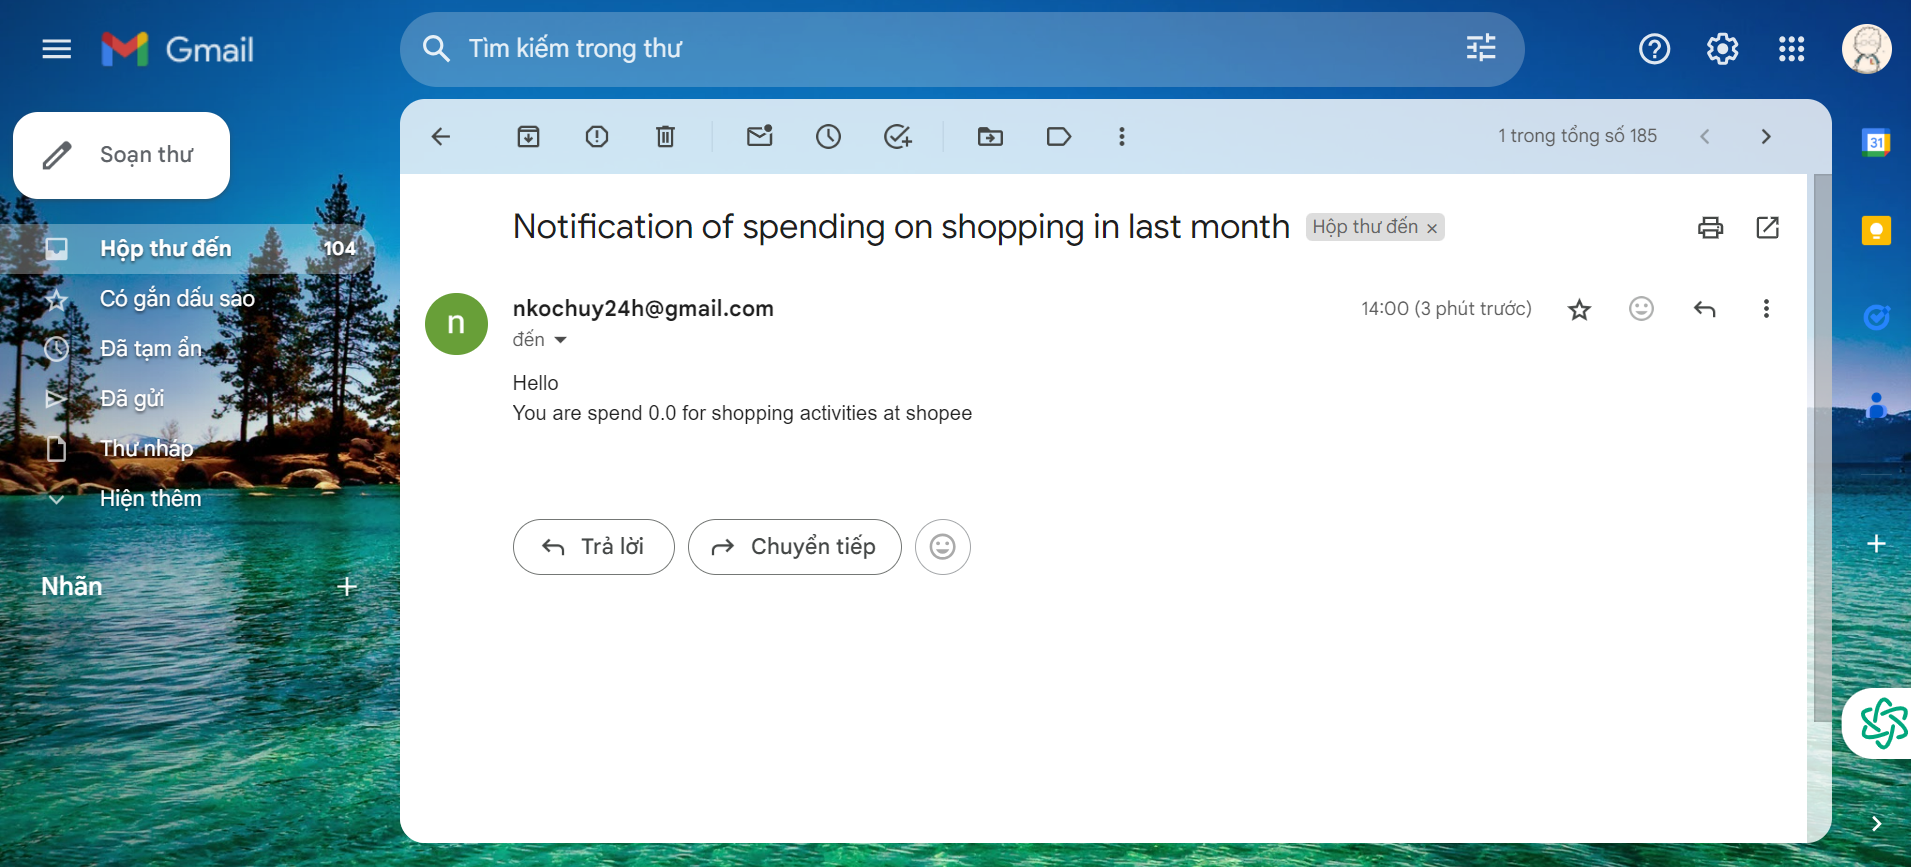 Gmail
Tìm kiếm trong thư
Soạn thư
1 trong tổng số 185
31
Hộp thư đến 104
Có gắn dấu sao
Đã tạm ẩn
Đã gửi
Thư nháp
Hiện thêm
Nhãn
Notification of spending on shopping in last month Hộp thư đến ×
n
nkochuy24h@gmail.com
14:00 (3 phút trước)
đến
Hello
You are spend 0.0 for shopping activities at shopee
Trả lời
Chuyển tiếp